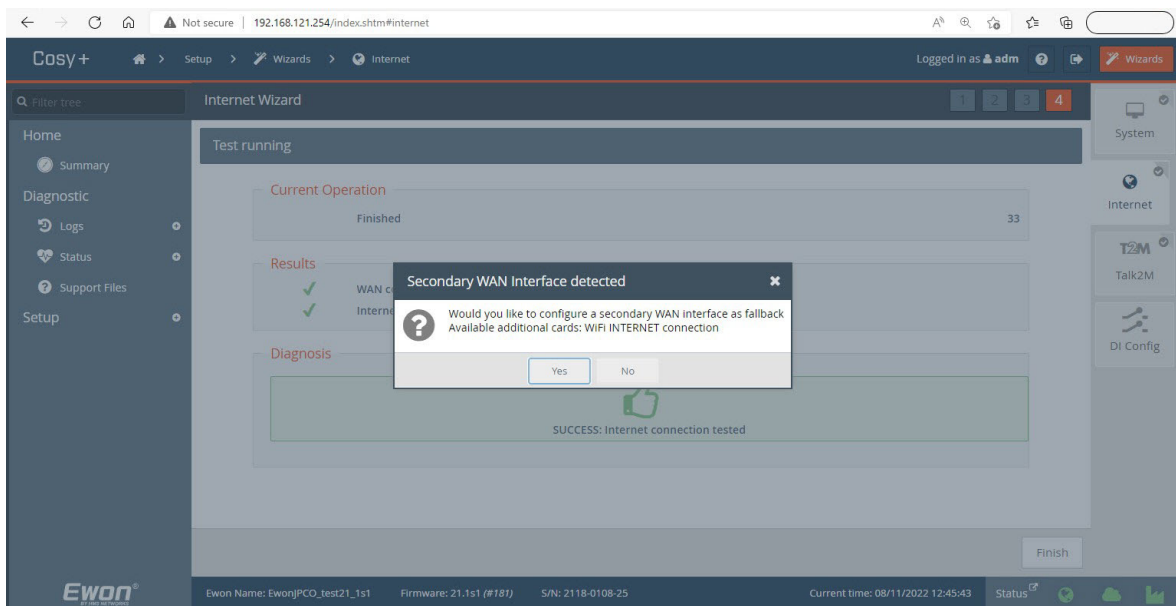 Not secure
192.168.121.254/index.shtm#internet
Cosy+
Setup > Wizards > Internet
Logged in as adm
Wizards
Filter tree
Internet Wizard
1 2 3 4
System
Home
Summary
Diagnostic
Logs
Status
Support Files
Setup
Test running
Current Operation
Finished 33
Results
WAN
Interne
Secondary WAN Interface detected
Would you like to configure a secondary WAN interface as fallback
Available additional cards: WiFi INTERNET connection
Yes No
Diagnosis
SUCCESS: Internet connection tested
Internet
T2M
Talk2M
DI Config
Finish
Ewon®
BY HMS NETWORKS
Ewon Name: EwonJPCO_test21_1s1 Firmware: 21.1s1 (#181) S/N: 2118-0108-25 Current time: 08/11/2022 12:45:43 Status